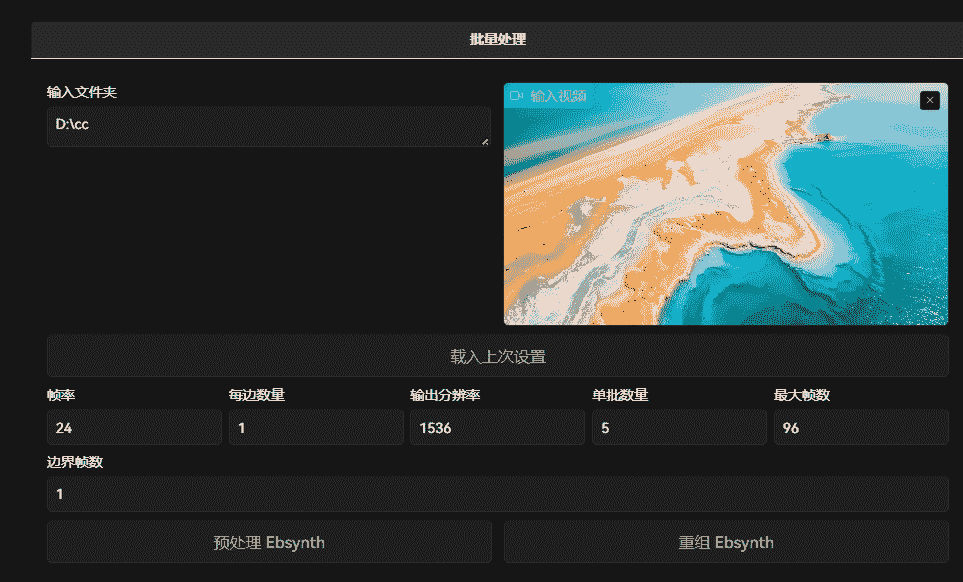 批量处理
输入文件夹
D:\cc
输入视频
载入上次设置
帧率 每边数量 输出分辨率 单批数量 最大帧数
24 1 1536 5 96
边界帧数
1
预处理 Ebsynth 重组 Ebsynth